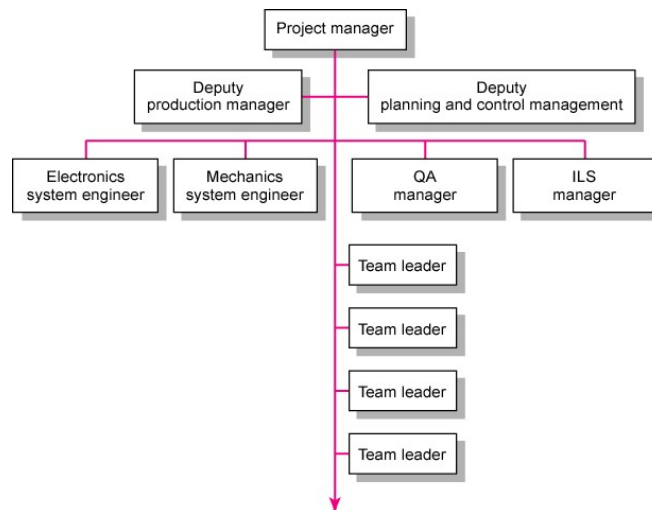 Project manager
Deputy
production manager
Deputy
planning and control management
Electronics
system engineer
Mechanics
system engineer
QA
manager
ILS
manager
Team leader
Team leader
Team leader
Team leader